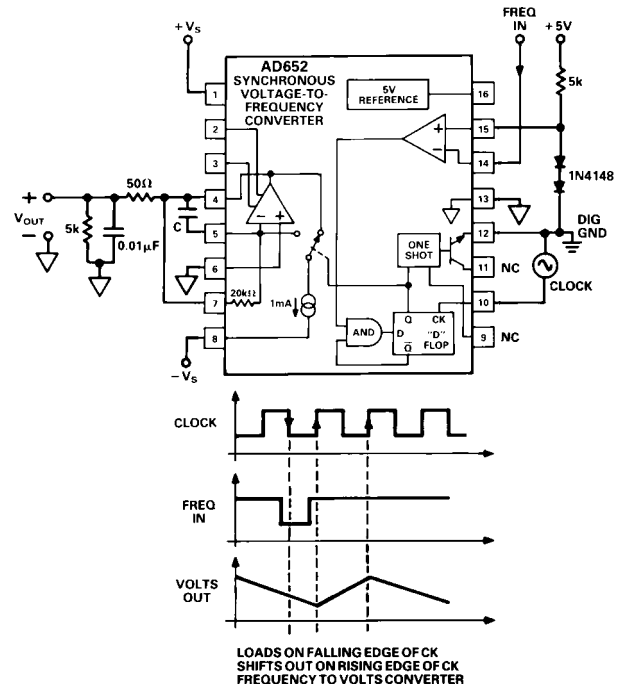 FREQ
IN
+5V
+VS
AD652
SYNCHRONOUS
VOLTAGE-TO-
FREQUENCY
CONVERTER
5V
REFERENCE
5k
1
16
2
+
15
3
−
14
1N4148
+
50Ω
4
13
VOUT
C
− +
DIG
GND
−
5k
0.01µF
5
12
ONE
SHOT
6
11
NC
CLOCK
20kΩ
7
1mA
10
Q CK
AND
D "D"
Q FLOP
8
9
NC
−VS
CLOCK
FREQ
IN
VOLTS
OUT
LOADS ON FALLING EDGE OF CK
SHIFTS OUT ON RISING EDGE OF CK
FREQUENCY TO VOLTS CONVERTER